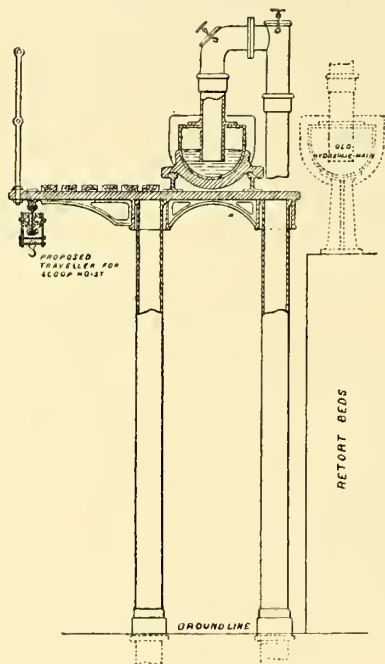 OLD
HYDRAULIC MAIN
PROPOSED
TRAVELLER FOR
SCOOP HOIST
RETORT BEDS
GROUND LINE